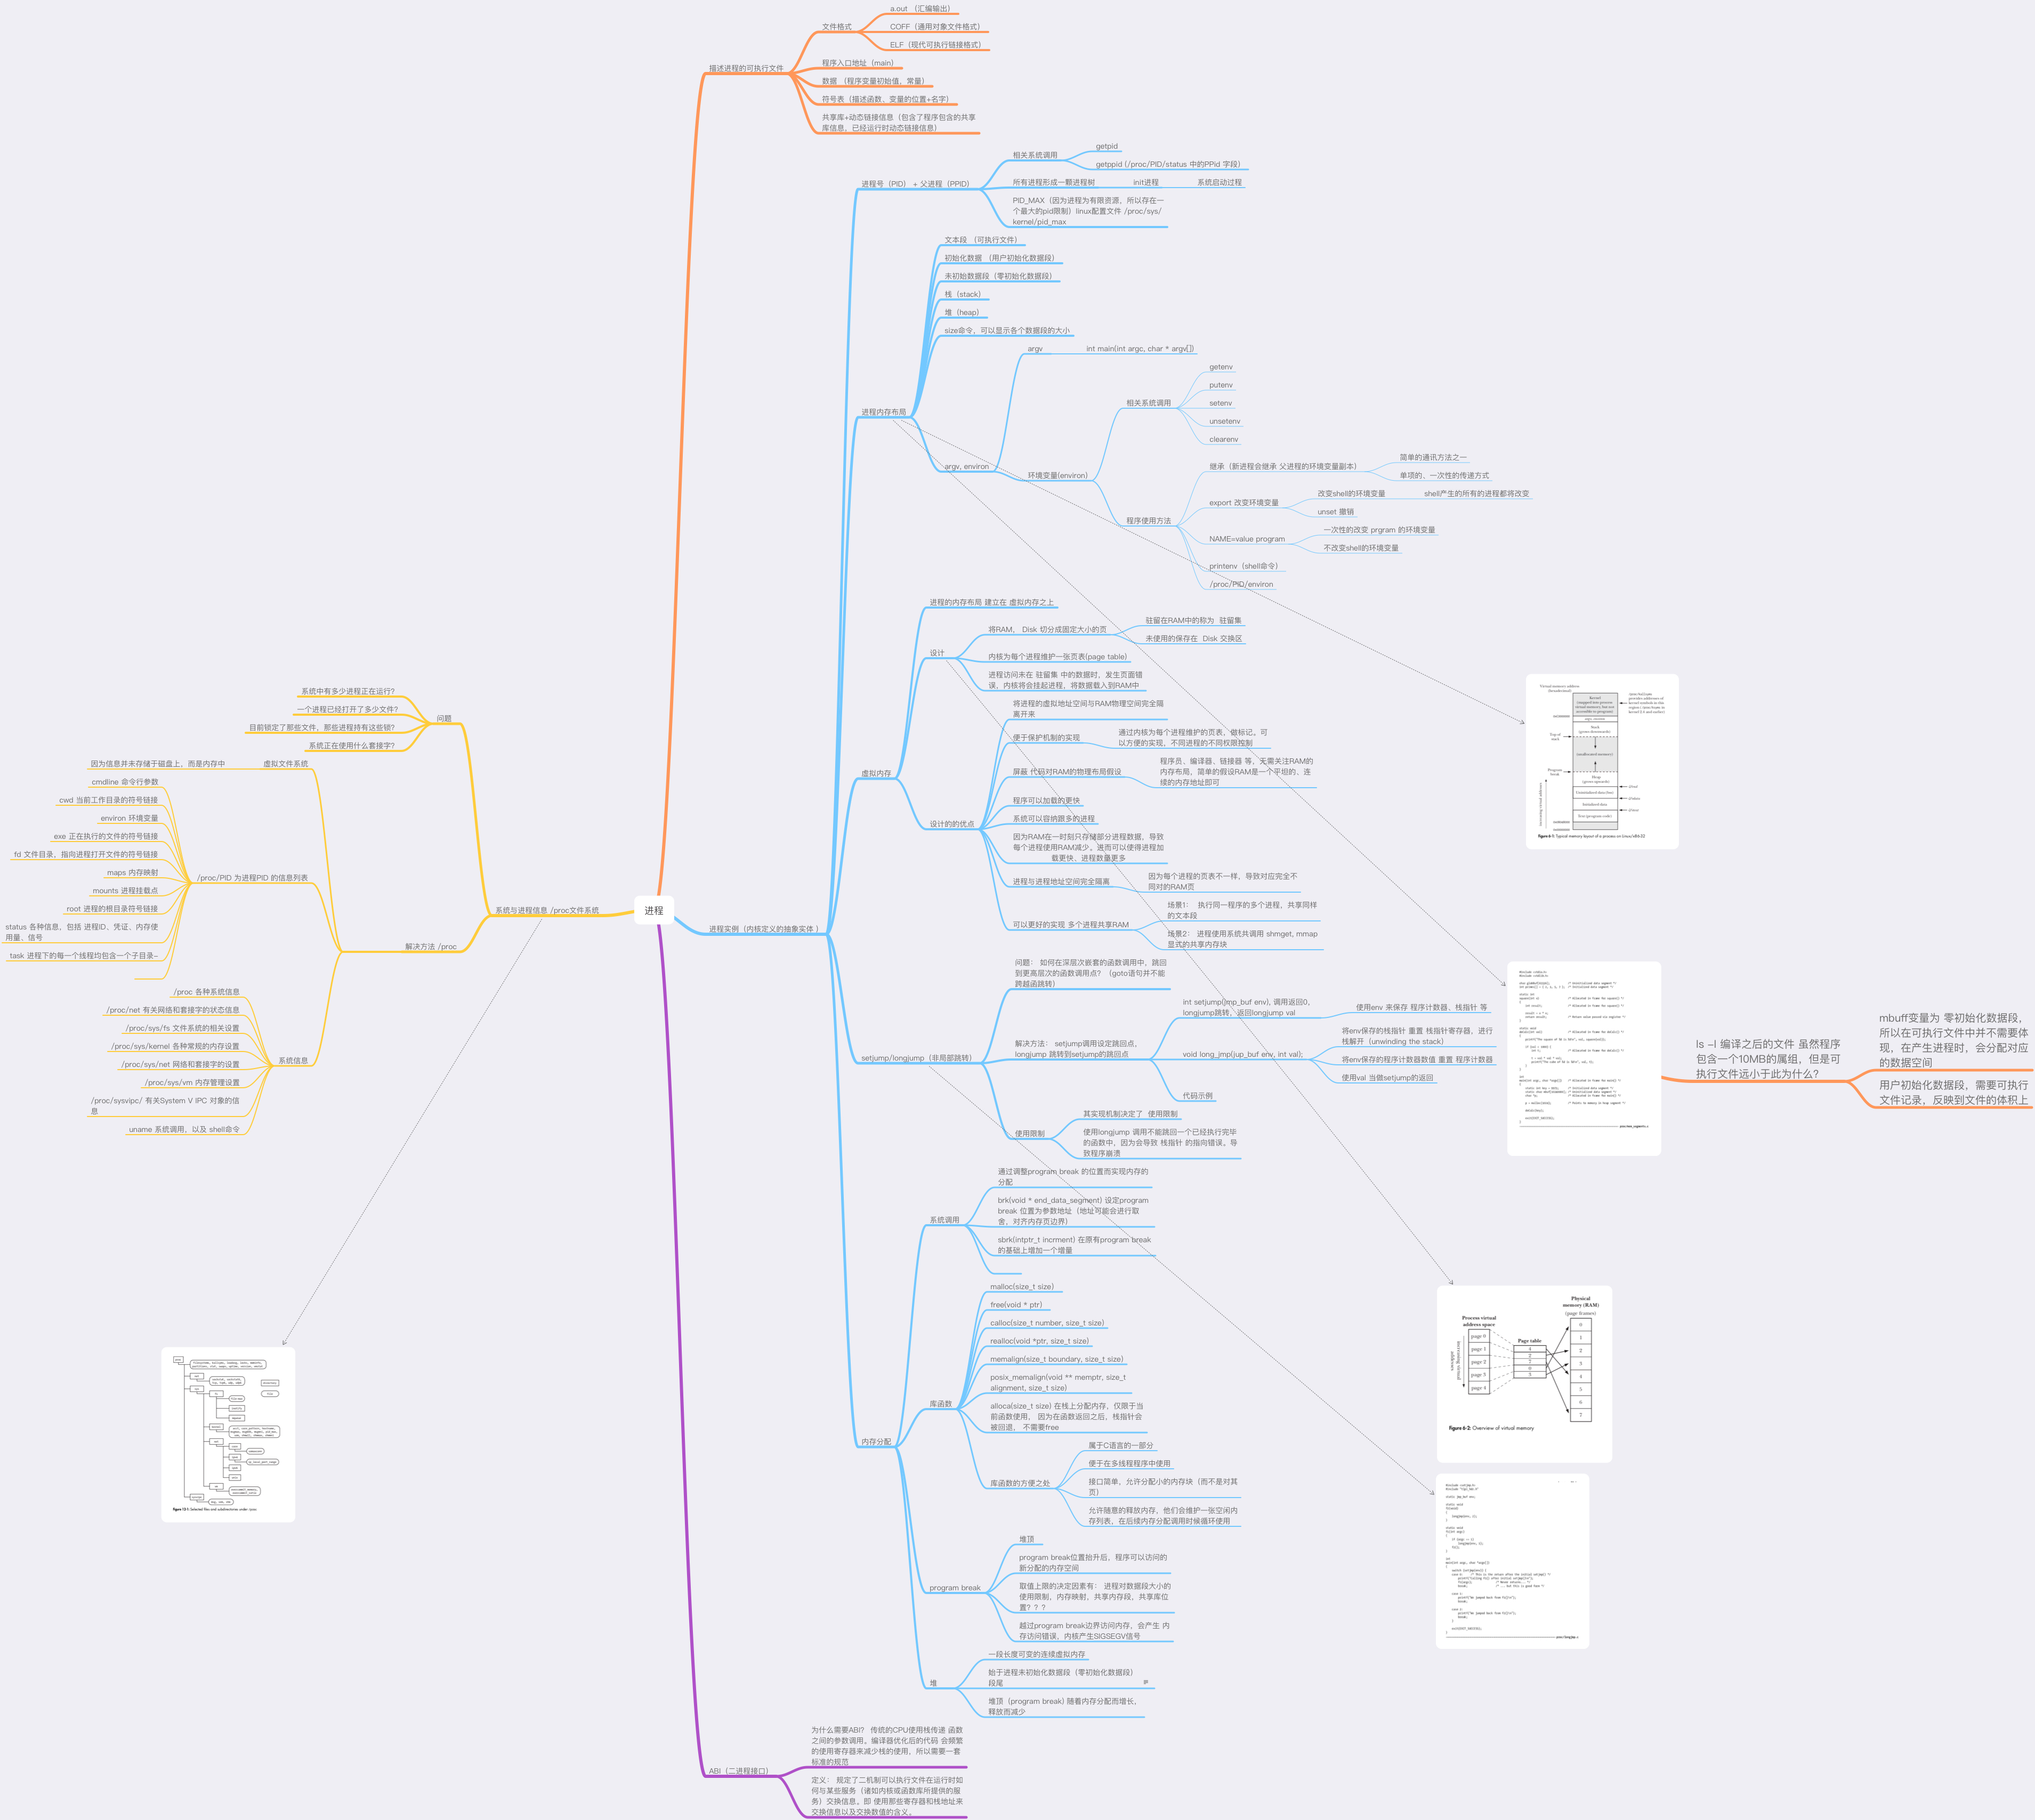 进程
描述进程的可执行文件
文件格式
a.out （汇编输出）
COFF（通用对象文件格式）
ELF（现代可执行链接格式）
程序入口地址（main）
数据 （程序变量初始值，常量）
符号表（描述函数、变量的位置+名字）
共享库+动态链接信息（包含了程序包含的共享
库信息，已经运行时动态链接信息）
进程实例（内核定义的抽象实体 ）
进程号（PID） + 父进程（PPID）
相关系统调用
getpid
getppid (/proc/PID/status 中的PPid 字段）
所有进程形成一颗进程树
init进程
系统启动过程
PID_MAX（因为进程为有限资源，所以存在一
个最大的pid限制）linux配置文件 /proc/sys/
kernel/pid_max
进程内存布局
文本段 （可执行文件）
初始化数据 （用户初始化数据段）
未初始数据段（零初始化数据段）
栈（stack）
堆（heap）
size命令，可以显示各个数据段的大小
argv, environ
argv
int main(int argc, char * argv[])
环境变量(environ)
相关系统调用
getenv
putenv
setenv
unsetenv
clearenv
程序使用方法
继承（新进程会继承 父进程的环境变量副本）
简单的通讯方法之一
单项的、一次性的传递方式
export 改变环境变量
改变shell的环境变量
shell产生的所有的进程都将改变
unset 撤销
NAME=value program
一次性的改变 prgram 的环境变量
不改变shell的环境变量
printenv（shell命令）
/proc/PID/environ
虚拟内存
进程的内存布局 建立在 虚拟内存之上
设计
将RAM， Disk 切分成固定大小的页
驻留在RAM中的称为 驻留集
未使用的保存在 Disk 交换区
内核为每个进程维护一张页表(page table)
进程访问未在 驻留集 中的数据时，发生页面错
误，内核将会挂起进程，将数据载入到RAM中
设计的的优点
将进程的虚拟地址空间与RAM物理空间完全隔
离开来
便于保护机制的实现
通过内核为每个进程维护的页表，做标记。可
以方便的实现，不同进程的不同权限控制
屏蔽 代码对RAM的物理布局假设
程序员、编译器、链接器 等，无需关注RAM的
内存布局，简单的假设RAM是一个平坦的、连
续的内存地址即可
程序可以加载的更快
系统可以容纳跟多的进程
因为RAM在一时刻只存储部分进程数据，导致
每个进程使用RAM减少。进而可以使得进程加
载更快、进程数量更多
进程与进程地址空间完全隔离
因为每个进程的页表不一样，导致对应完全不
同对的RAM页
可以更好的实现 多个进程共享RAM
场景1： 执行同一程序的多个进程，共享同样
的文本段
场景2： 进程使用系统共调用 shmget, mmap
显式的共享内存块
setjump/longjump（非局部跳转）
问题： 如何在深层次嵌套的函数调用中，跳回
到更高层次的函数调用点？（goto语句并不能
跨越函跳转）
解决方法： setjump调用设定跳回点，
longjump 跳转到setjump的跳回点
int setjump(jmp_buf env), 调用返回0,
longjump跳转，返回longjump val
使用env 来保存 程序计数器、栈指针 等
void long_jmp(jup_buf env, int val);
将env保存的栈指针 重置 栈指针寄存器，进行
栈解开（unwinding the stack）
将env保存的程序计数器数值 重置 程序计数器
使用val 当做setjump的返回
代码示例
使用限制
其实现机制决定了 使用限制
使用longjump 调用不能跳回一个已经执行完毕
的函数中，因为会导致 栈指针 的指向错误。导
致程序崩溃
内存分配
系统调用
通过调整program break 的位置而实现内存的
分配
brk(void * end_data_segment) 设定program
break 位置为参数地址（地址可能会进行取
舍，对齐内存页边界）
sbrk(intptr_t incrment) 在原有program break
的基础上增加一个增量
库函数
malloc(size_t size)
free(void * ptr)
calloc(size_t number, size_t size)
realloc(void *ptr, size_t size)
memalign(size_t boundary, size_t size)
posix_memalign(void ** memptr, size_t
alignment, size_t size)
alloca(size_t size) 在栈上分配内存，仅限于当
前函数使用， 因为在函数返回之后，栈指针会
被回退， 不需要free
库函数的方便之处
属于C语言的一部分
便于在多线程程序中使用
接口简单，允许分配小的内存块（而不是对其
页）
允许随意的释放内存，他们会维护一张空闲内
存列表，在后续内存分配调用时候循环使用
program break
堆顶
program break位置抬升后，程序可以访问的
新分配的内存空间
取值上限的决定因素有： 进程对数据段大小的
使用限制，内存映射，共享内存段，共享库位
置？？？
越过program break边界访问内存，会产生 内
存访问错误，内核产生SIGSEGV信号
堆
一段长度可变的连续虚拟内存
始于进程未初始化数据段（零初始化数据段）
段尾
堆顶（program break) 随着内存分配而增长，
释放而减少
ABI（二进程接口）
为什么需要ABI？ 传统的CPU使用栈传递 函数
之间的参数调用。编译器优化后的代码 会频繁
的使用寄存器来减少栈的使用，所以需要一套
标准的规范
定义： 规定了二机制可以执行文件在运行时如
何与某些服务（诸如内核或函数库所提供的服
务）交换信息。即 使用那些寄存器和栈地址来
交换信息以及交换数值的含义。
系统与进程信息 /proc文件系统
问题
系统中有多少进程正在运行？
一个进程已经打开了多少文件？
目前锁定了那些文件，那些进程持有这些锁？
系统正在使用什么套接字？
解决方法 /proc
虚拟文件系统
因为信息并未存储于磁盘上，而是内存中
/proc/PID 为进程PID 的信息列表
cmdline 命令行参数
cwd 当前工作目录的符号链接
environ 环境变量
exe 正在执行的文件的符号链接
fd 文件目录，指向进程打开文件的符号链接
maps 内存映射
mounts 进程挂载点
root 进程的根目录符号链接
status 各种信息，包括 进程ID、凭证、内存使
用量、信号
task 进程下的每一个线程均包含一个子目录~
系统信息
/proc 各种系统信息
/proc/net 有关网络和套接字的状态信息
/proc/sys/fs 文件系统的相关设置
/proc/sys/kernel 各种常规的内存设置
/proc/sys/net 网络和套接字的设置
/proc/sys/vm 内存管理设置
/proc/sysvipc/ 有关System V IPC 对象的信
息
uname 系统调用，以及 shell命令
ls -l 编译之后的文件 虽然程序
包含一个10MB的属组，但是可
执行文件远小于此为什么？
mbuff变量为 零初始化数据段，
所以在可执行文件中并不需要体
现，在产生进程时，会分配对应
的数据空间
用户初始化数据段，需要可执行
文件记录，反映到文件的体积上
Process virtual
address space
page 0
page 1
page 2
page 3
page 4
Page table
Physical
memory (RAM)
(page frames)
0
1
2
3
4
5
6
7
Figure 6-2: Overview of virtual memory